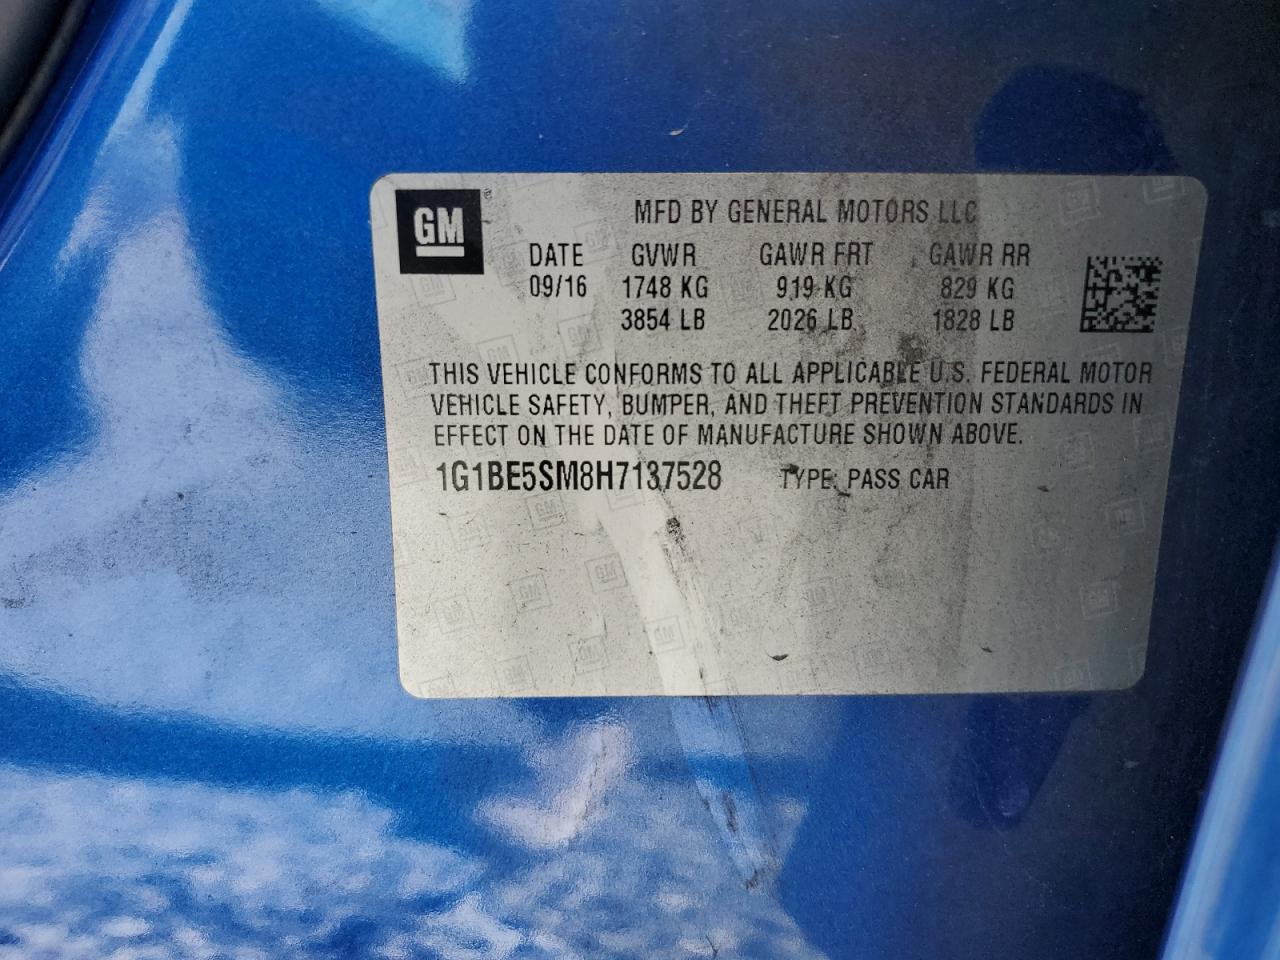 GM
MFD BY GENERAL MOTORS LLC
DATE GVWR GAWR FRT GAWR RR
09/16 1748 KG 919 KG 829 KG
3854 LB 2026 LB 1828 LB
THIS VEHICLE CONFORMS TO ALL APPLICABLE U.S. FEDERAL MOTOR
VEHICLE SAFETY, BUMPER, AND THEFT PREVENTION STANDARDS IN
EFFECT ON THE DATE OF MANUFACTURE SHOWN ABOVE.
1G1BE5SM8H7137528 TYPE: PASS CAR